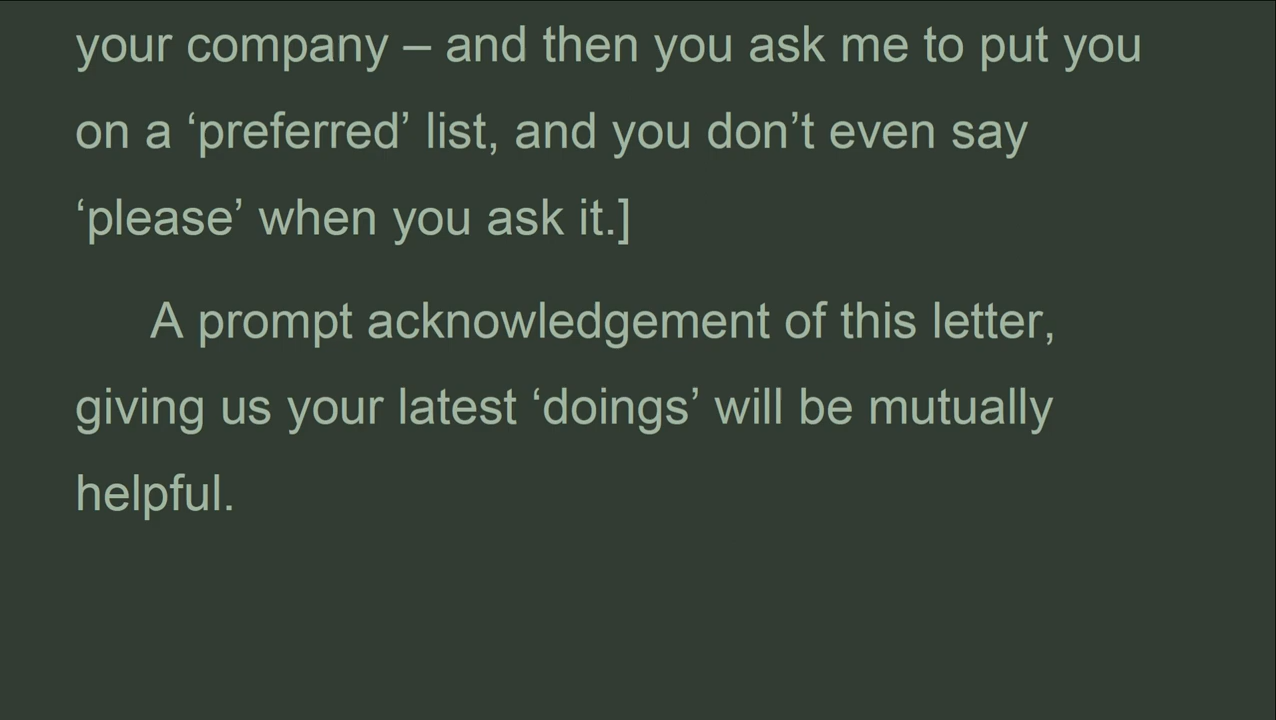 your company – and then you ask me to put you
on a ‘preferred’ list, and you don’t even say
‘please’ when you ask it.]
A prompt acknowledgement of this letter,
giving us your latest ‘doings’ will be mutually
helpful.